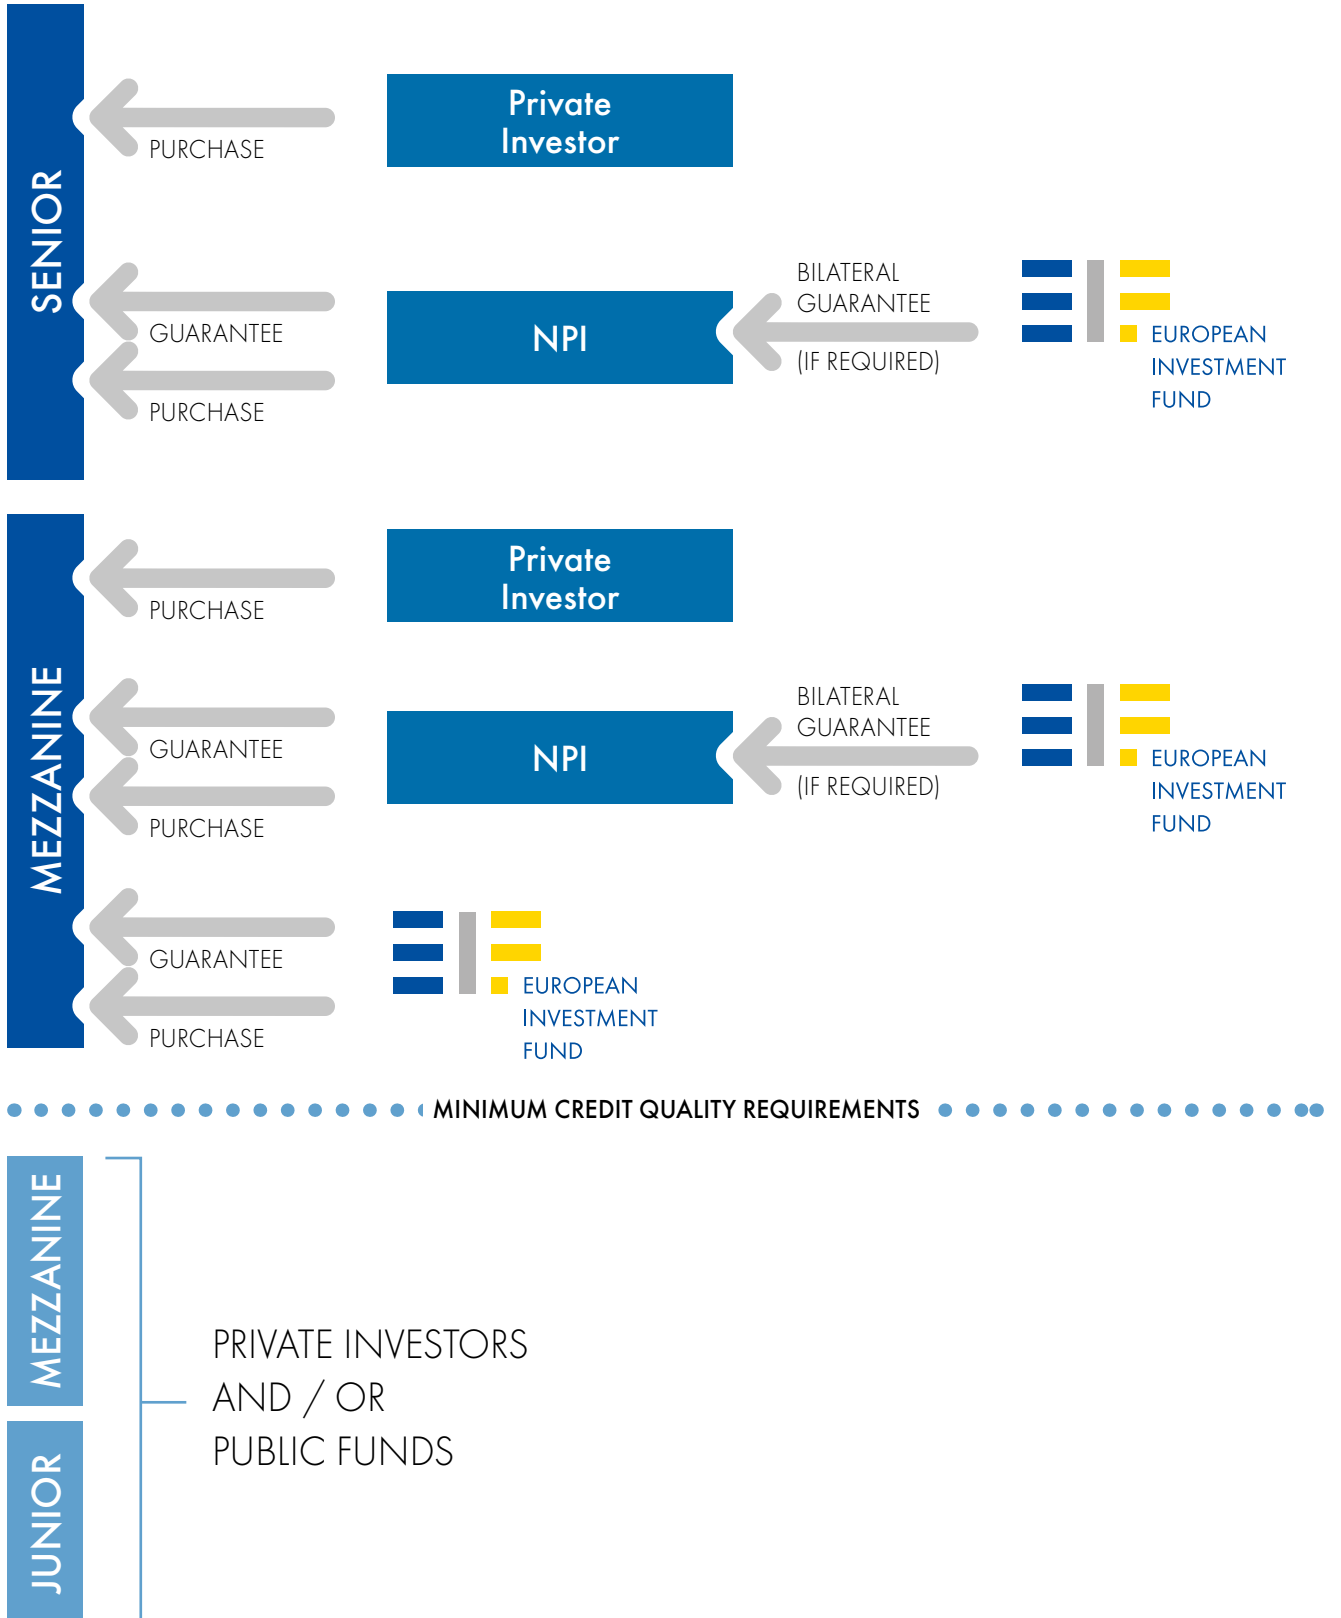 SENIOR
PURCHASE
Private
Investor
GUARANTEE
PURCHASE
NPI
BILATERAL
GUARANTEE
(IF REQUIRED)
EUROPEAN
INVESTMENT
FUND
MEZZANINE
PURCHASE
Private
Investor
GUARANTEE
PURCHASE
NPI
BILATERAL
GUARANTEE
(IF REQUIRED)
EUROPEAN
INVESTMENT
FUND
GUARANTEE
PURCHASE
EUROPEAN
INVESTMENT
FUND
MINIMUM CREDIT QUALITY REQUIREMENTS
MEZZANINE
JUNIOR
PRIVATE INVESTORS
AND / OR
PUBLIC FUNDS